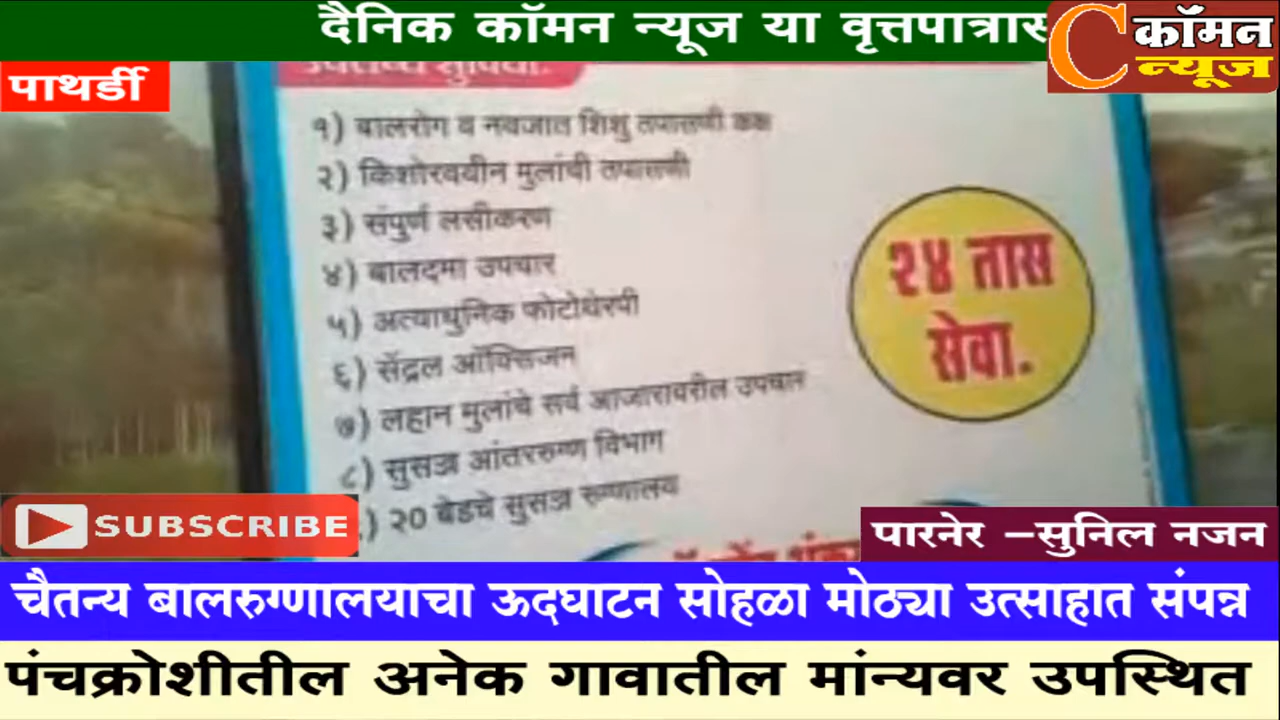 दैनिक कॉमन न्यूज या वृत्तपात्रास
कॉमन
न्यूज
पाथर्डी
उपलब्ध सुविधा:
१) बालरोग व नवजात शिशु तपासणी कक्ष
२) किशोरवयीन मुलांची तपासणी
३) संपुर्ण लसीकरण
४) बालदमा उपचार
५) अत्याधुनिक फोटोथेरपी
६) सेंद्रल ऑक्सिजन
७) लहान मुलांचे सर्व आजारावरील उपचार
८) सुसज्ज आंतररुग्ण विभाग
) २० बेडचे सुसज्ज रुग्णालय
२४ तास
सेवा.
SUBSCRIBE
पारनेर –सुनिल नजन
चैतन्य बालरुग्णालयाचा ऊदघाटन सोहळा मोठ्या उत्साहात संपन्न
पंचक्रोशीतील अनेक गावातील मांन्यवर उपस्थित